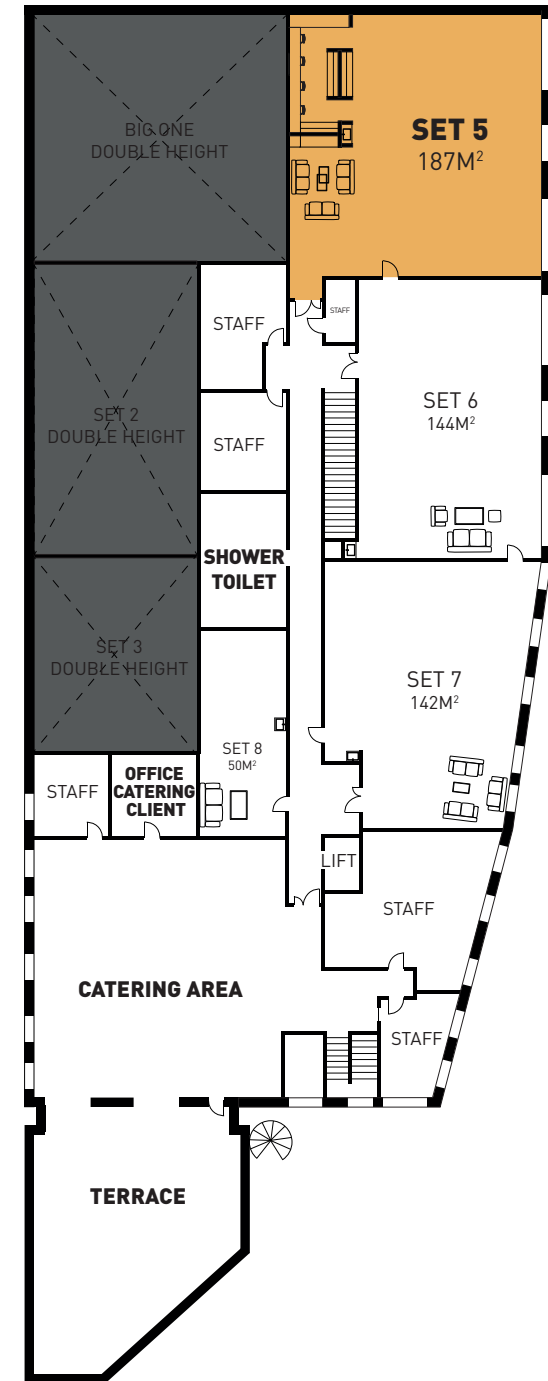 BIG ONE
DOUBLE HEIGHT
SET 5
187M²
STAFF
STAFF
SET 6
144M²
SET 2
DOUBLE HEIGHT
STAFF
SHOWER
TOILET
SET 3
DOUBLE HEIGHT
SET 7
142M²
SET 8
50M²
STAFF
OFFICE
CATERING
CLIENT
LIFT
STAFF
CATERING AREA
STAFF
TERRACE